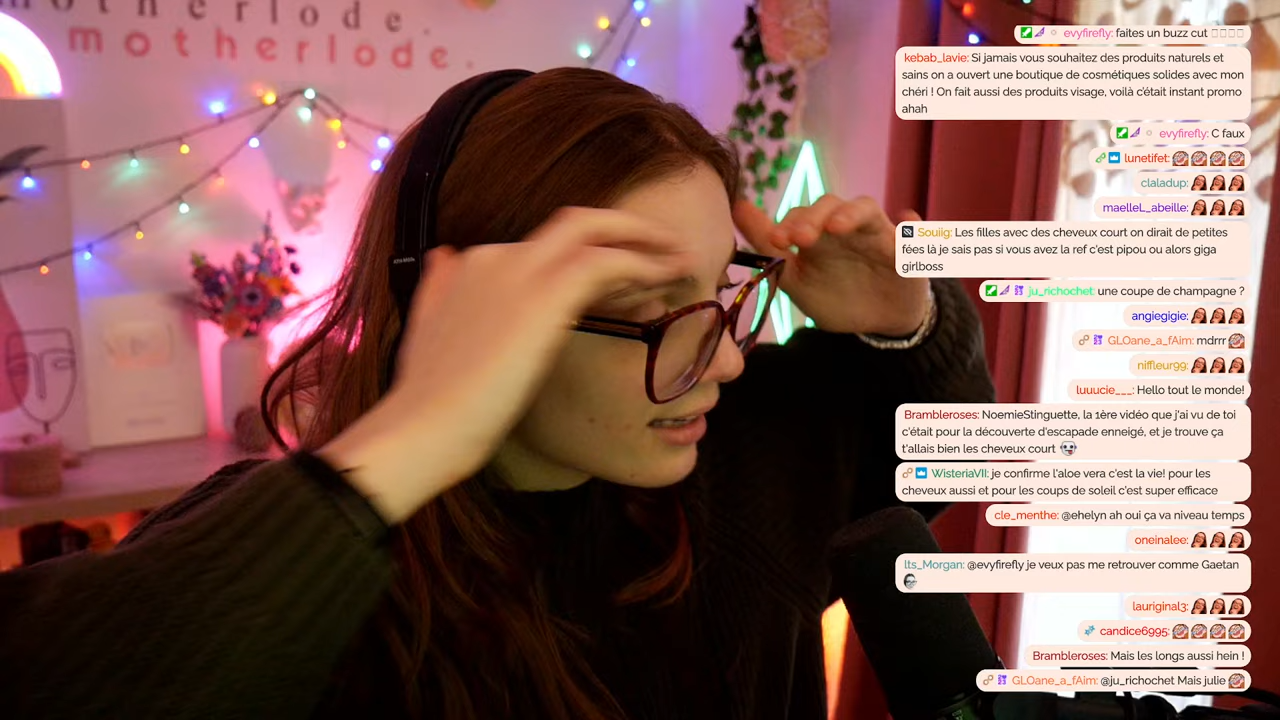 motherlode.
motherlode.
evyfirefly: faites un buzz cut
kebab_lavie: Si jamais vous souhaitez des produits naturels et
sains on a ouvert une boutique de cosmétiques solides avec mon
chéri ! On fait aussi des produits visage, voilà c'était instant promo
ahah
evyfirefly: C faux
lunetifet:
claladup:
maelleL_abeille:
Souiig: Les filles avec des cheveux court on dirait de petites
fées là je sais pas si vous avez la ref c'est pipou ou alors giga
girlboss
ju_richochet: une coupe de champagne ?
angiegigie:
GLOane_a_fAim: mdrrr
niffleur99:
luuucie___: Hello tout le monde!
Brambleroses: NoemieStinguette, la 1ère vidéo que j'ai vu de toi
c'était pour la découverte d'escapade enneigé, et je trouve ça
t'allais bien les cheveux court
WisteriaVII: je confirme l'aloe vera c'est la vie! pour les
cheveux aussi et pour les coups de soleil c'est super efficace
cle_menthe: @ehelyn ah oui ça va niveau temps
oneinalee:
lts_Morgan: @evyfirefly je veux pas me retrouver comme Gaetan
lauriginal3:
candice6995:
Brambleroses: Mais les longs aussi hein !
GLOane_a_fAim: @ju_richochet Mais julie